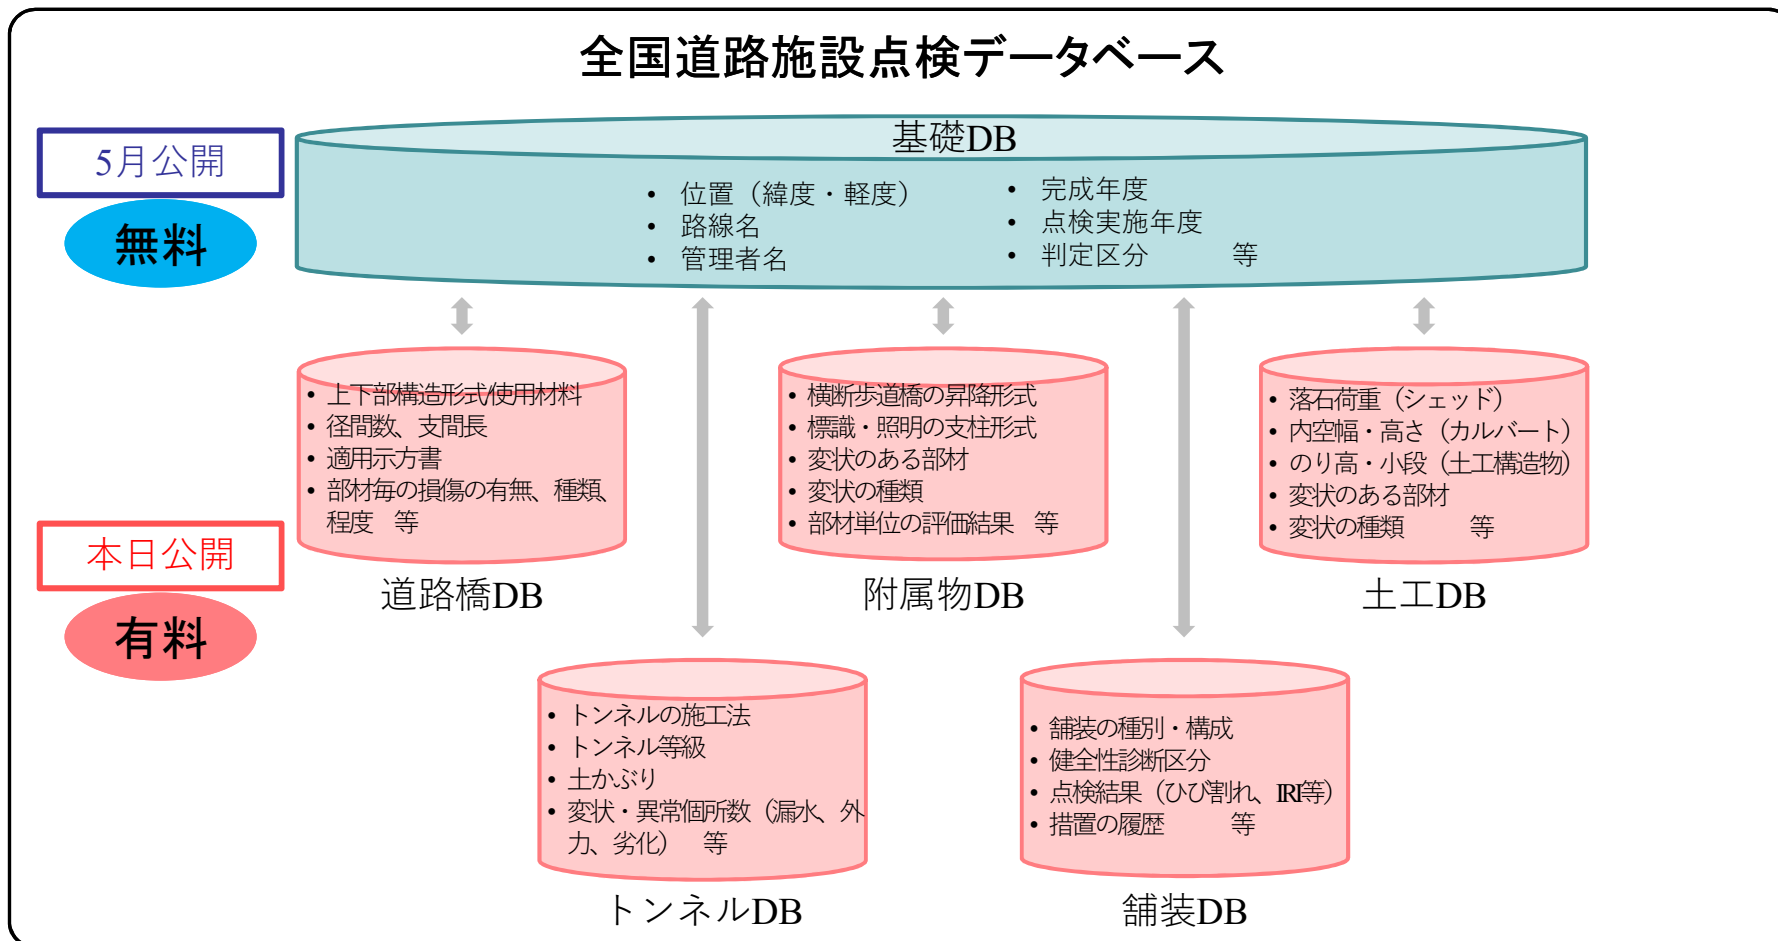 全国道路施設点検データベース
5月公開
無料
基礎DB
• 位置（緯度・軽度）
• 路線名
• 管理者名
• 完成年度
• 点検実施年度
• 判定区分　　　等
• 上下部構造形式/使用材料
• 径間数、支間長
• 適用示方書
• 部材毎の損傷の有無、種類、
程度　等
道路橋DB
• 横断歩道橋の昇降形式
• 標識・照明の支柱形式
• 変状のある部材
• 変状の種類
• 部材単位の評価結果　等
附属物DB
• 落石荷重（シェッド）
• 内空幅・高さ（カルバート）
• のり高・小段（土工構造物）
• 変状のある部材
• 変状の種類　　　等
土工DB
本日公開
有料
• トンネルの施工法
• トンネル等級
• 土かぶり
• 変状・異常個所数（漏水、外
力、劣化）　等
トンネルDB
• 舗装の種別・構成
• 健全性診断区分
• 点検結果（ひび割れ、IRI等）
• 措置の履歴　　　等
舗装DB